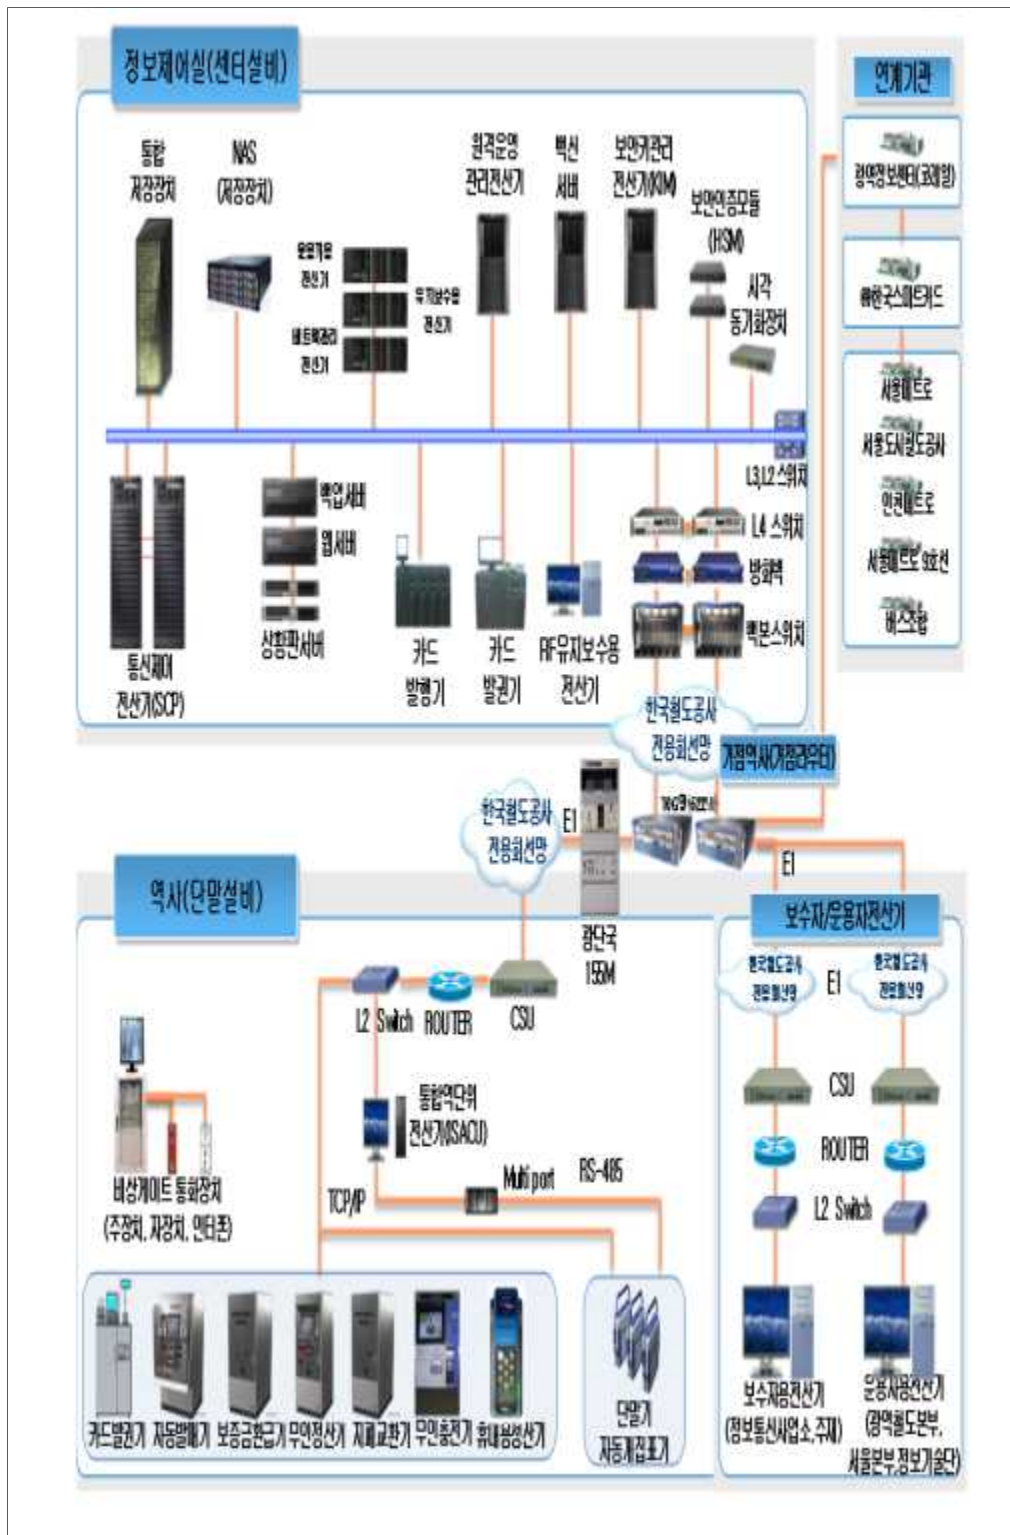 정보제어실(센터설비)
연계기관
통합
저장장치
NAS
(저장장치)
원격운영
관리전산기
백신
서버
보안키관리
전산기(KIM)
보안인증모듈
(HSM)
시각
동기화장치
운영기용
전산기
유지보수용
전산기
네트웍관리
전산기
광역정보센터(코레일)
㈜한국스마트카드
서울메트로
서울도시철도공사
인천메트로
서울메트로 9호선
버스조합
L3,L2 스위치
L4 스위치
방화벽
백본스위치
백업서버
웹서버
상황판서버
통신제어
전산기(SCP)
카드
발행기
카드
발권기
RF유지보수용
전산기
한국철도공사
전용회선망
거점역사(거점라우터)
한국철도공사
전용회선망
E1
E1
광단국
155M
역사(단말설비)
보수자/운용자전산기
한국철도공사
전용회선망
E1
한국철도공사
전용회선망
L2 Switch
ROUTER
CSU
CSU
ROUTER
L2 Switch
통합역단위
전산기(ISACU)
Multi port
RS-485
TCP/IP
비상게이트 통화장치
(주장치, 자장치, 인터폰)
카드발권기
자동발매기
보증금환급기
무인정산기
지폐교환기
무인충전기
휴대용정산기
단말기
자동개집표기
보수자용전산기
(정보통신사업소,주재)
운용자용전산기
(광역철도본부,
서울본부,정보기술단)